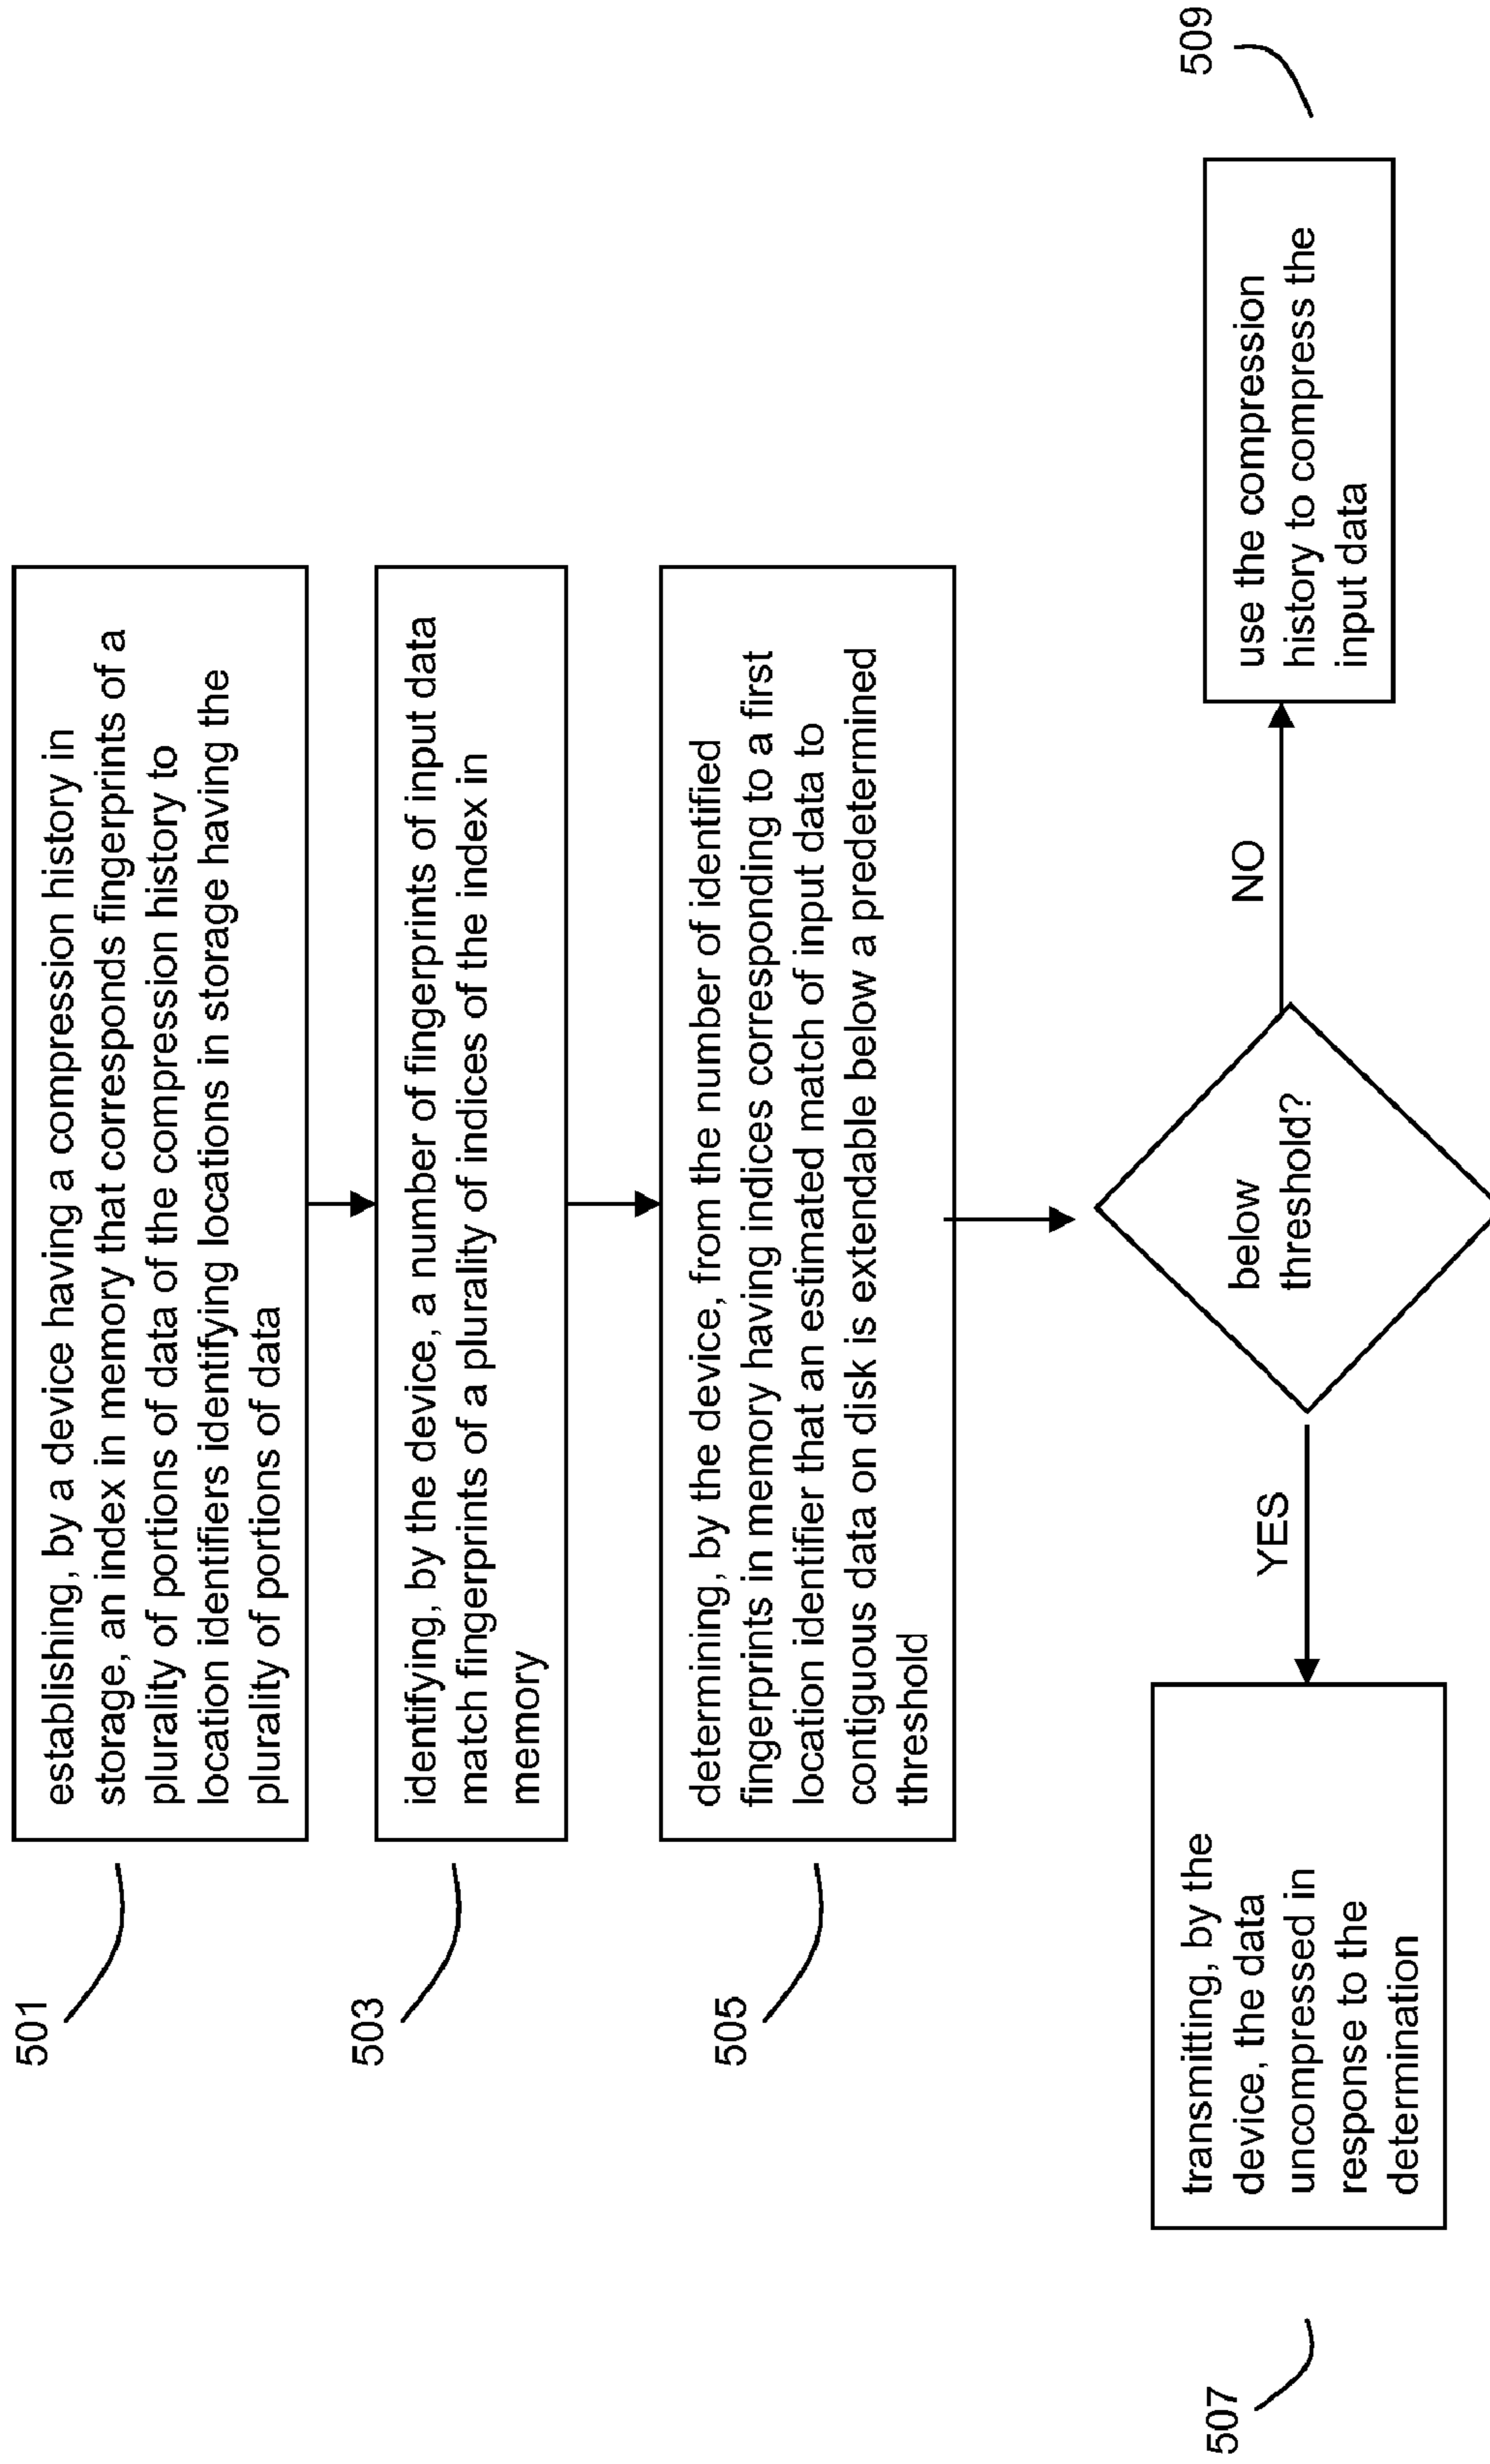 501
establishing, by a device having a compression history in
storage, an index in memory that corresponds fingerprints of a
plurality of portions of data of the compression history to
location identifiers identifying locations in storage having the
plurality of portions of data
503
identifying, by the device, a number of fingerprints of input data
match fingerprints of a plurality of indices of the index in
memory
505
determining, by the device, from the number of identified
fingerprints in memory having indices corresponding to a first
location identifier that an estimated match of input data to
contiguous data on disk is extendable below a predetermined
threshold
below
threshold?
YES
NO
507
transmitting, by the
device, the data
uncompressed in
response to the
determination
509
use the compression
history to compress the
input data